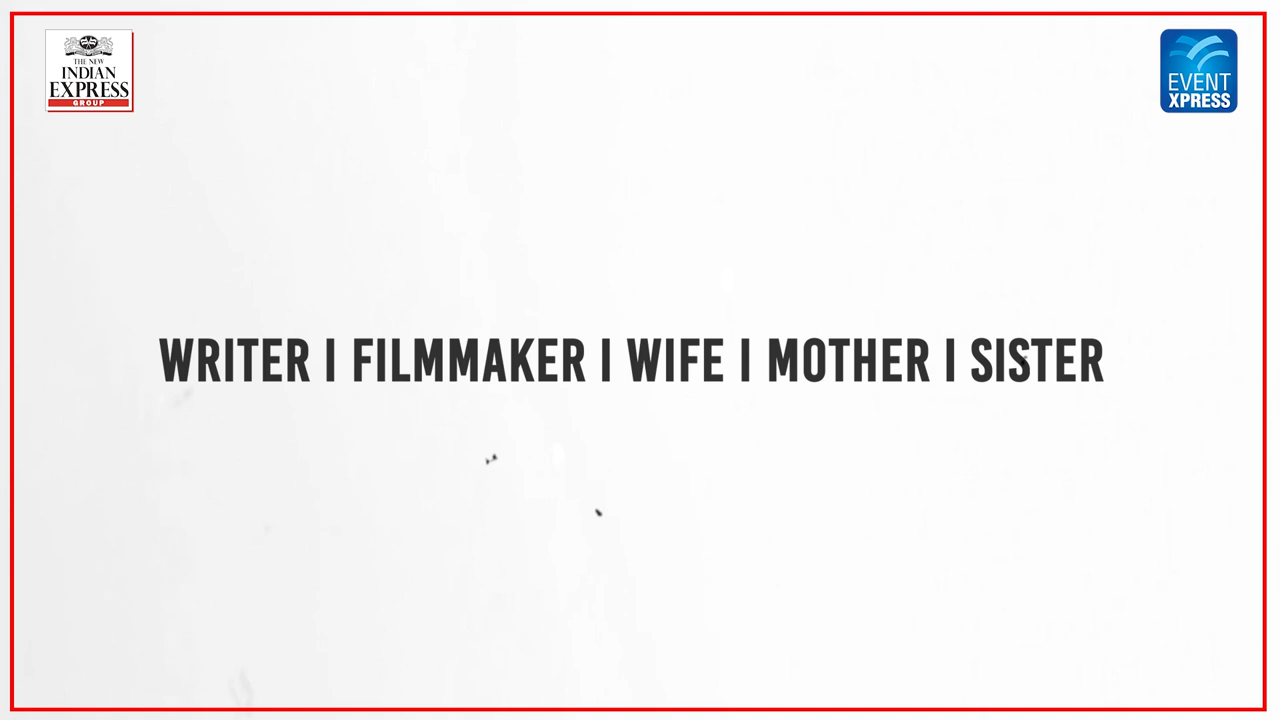 THE NEW
INDIAN
EXPRESS
GROUP
EVENT
XPRESS
WRITER I FILMMAKER I WIFE I MOTHER I SISTER